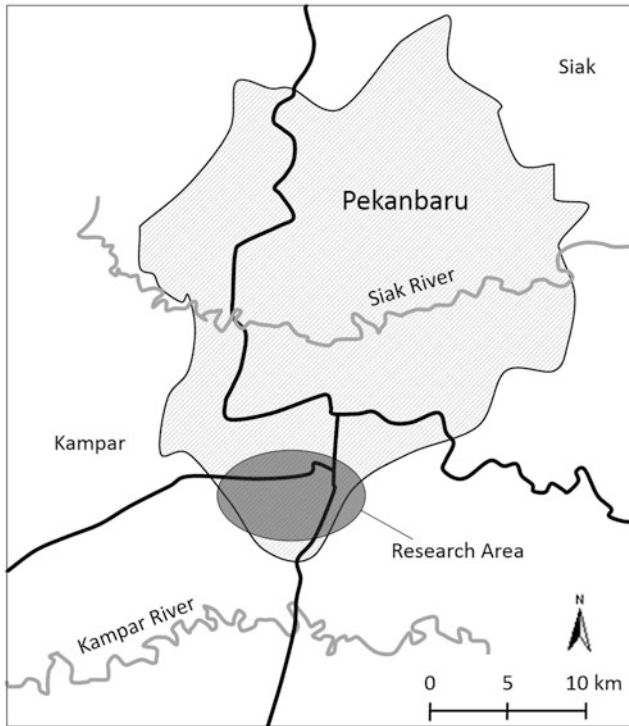 Siak
Pekanbaru
Siak River
Kampar
Research Area
Kampar River
N
0 5 10 km